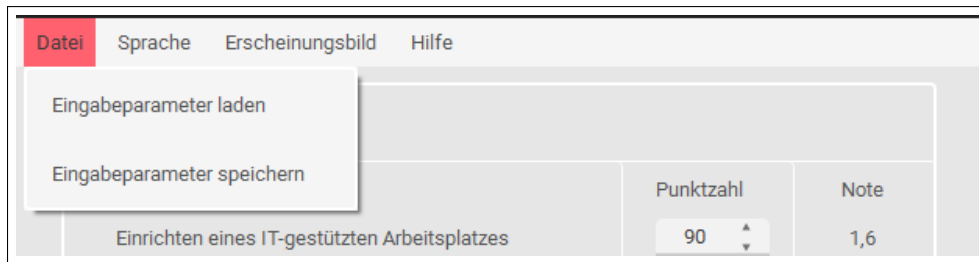 Datei Sprache Erscheinungsbild Hilfe
Eingabeparameter laden
Eingabeparameter speichern
Punktzahl Note
Einrichten eines IT-gestützten Arbeitsplatzes 90 1,6